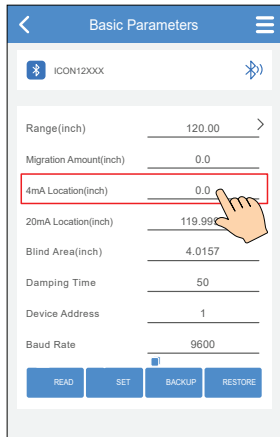 Basic Parameters
ICON12XXX
Range(inch) 120.00
Migration Amount(inch) 0.0
4mA Location(inch) 0.0
20mA Location(inch) 119.999
Blind Area(inch) 4.0157
Damping Time 50
Device Address 1
Baud Rate 9600
READ SET BACKUP RESTORE